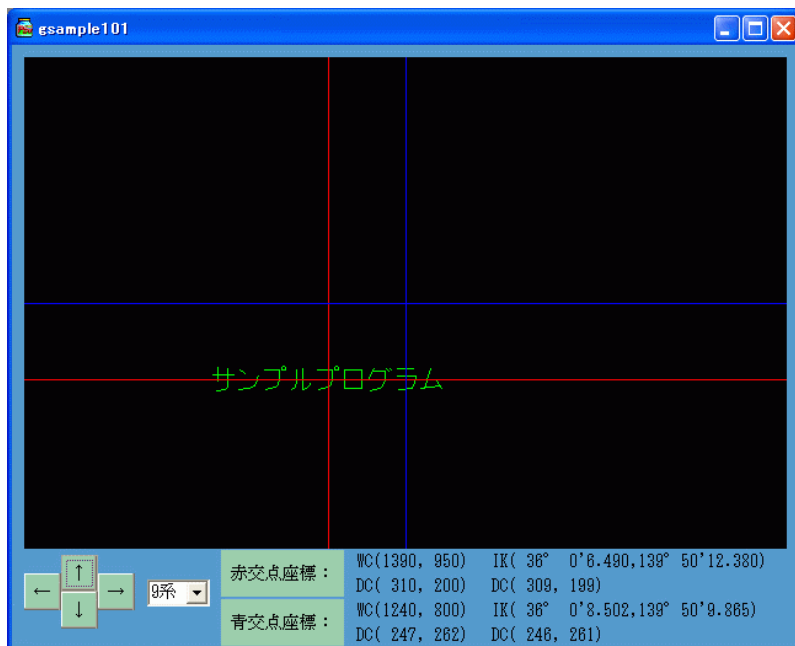 gsample101
サンプルプログラム
↑
← →
↓
9系
赤交点座標：
WC(1390, 950) IK( 36° 0'6.490,139° 50'12.380)
DC( 310, 200) DC( 309, 199)
青交点座標：
WC(1240, 800) IK( 36° 0'8.502,139° 50'9.865)
DC( 247, 262) DC( 246, 261)